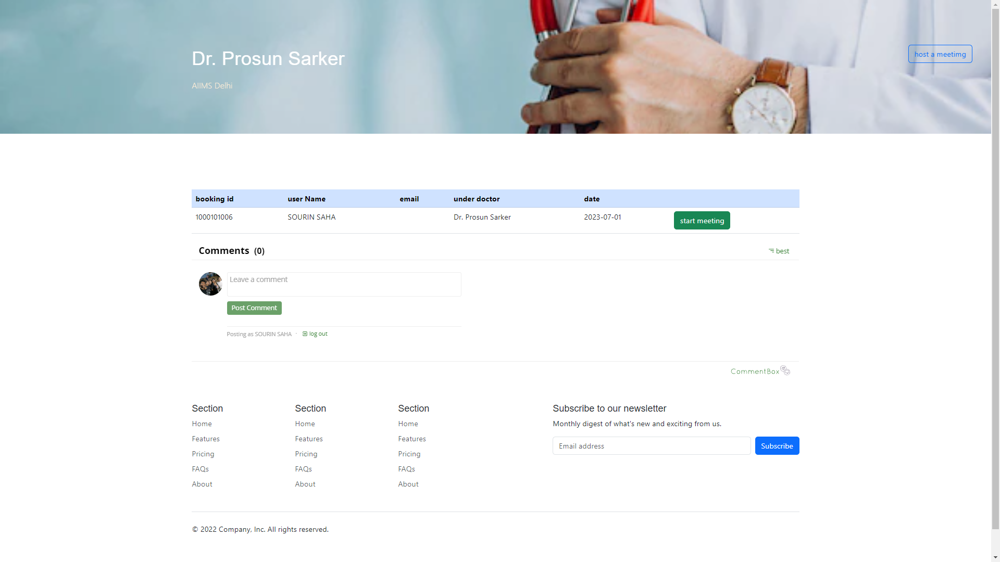 Dr. Prosun Sarker
host a meetimg
AIIMS Delhi
booking id user Name email under doctor date
1000101006 SOURIN SAHA Dr. Prosun Sarker 2023-07-01 start meeting
Comments (0) best
Leave a comment
Post Comment
Posting as SOURIN SAHA · log out
CommentBox
Section Section Section Subscribe to our newsletter
Home Home Home Monthly digest of what's new and exciting from us.
Features Features Features
Pricing Pricing Pricing Email address Subscribe
FAQs FAQs FAQs
About About About
© 2022 Company, Inc. All rights reserved.